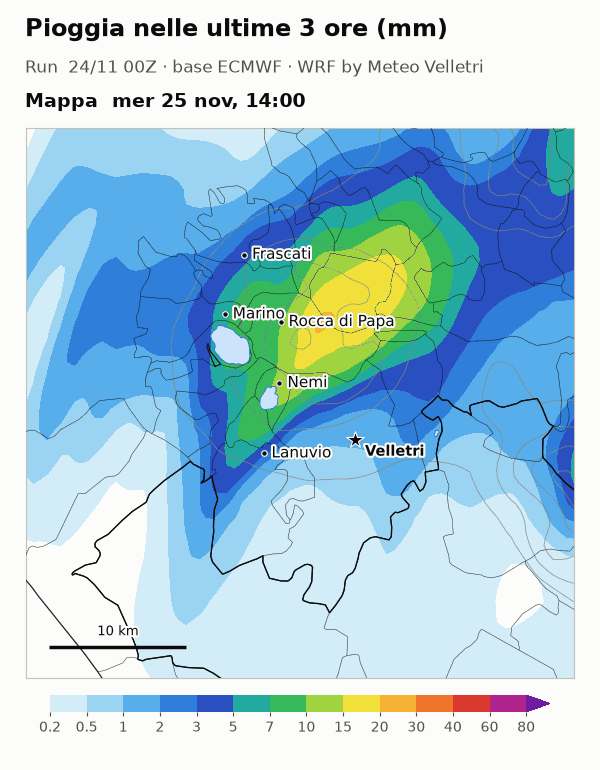 Pioggia nelle ultime 3 ore (mm)
Run  24/11 00Z · base ECMWF · WRF by Meteo Velletri
Mappa  mer 25 nov, 14:00
Frascati
Marino
Rocca di Papa
Nemi
Velletri
Lanuvio
10 km
0.2 0.5 1 2 3 5 7 10 15 20 30 40 60 80